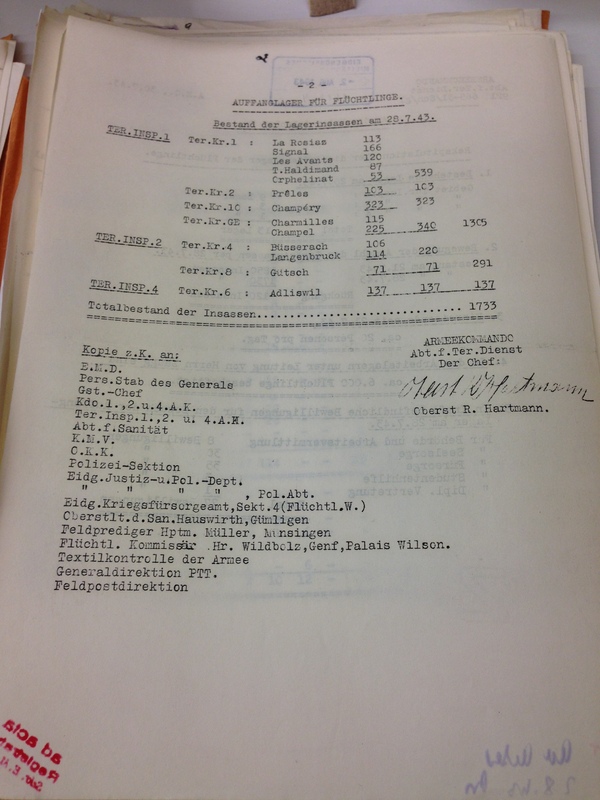 - 2 -
AUFFANGLAGER FÜR FLÜCHTLINGE.
Bestand der Lagerinsassen am 28.7.43.
TER.INSP.1 Ter.Kr.1 : La Rosiaz 113
Signal 166
Les Avants 120
T.Haldimand 87
Orphelinat 53 539
Ter.Kr.2 : Prêles 103 103
Ter.Kr.10 : Champéry 323 323
Ter.Kr.GE : Charmilles 115
Champel 225 340 1305
TER.INSP.2 Ter.Kr.4 : Büsserach 106
Langenbruck 114 220
Ter.Kr.8 : Gütsch 71 71 291
TER.INSP.4 Ter.Kr.6 : Adliswil 137 137 137
Totalbestand der Insassen................................ 1733
Kopie z.K. an:
E.M.D.
Pers.Stab des Generals
Gst.-Chef
Kdo.1.,2.u.4.A.K.
Ter.Insp.1.,2. u. 4.A.K.
Abt.f.Sanität
K.M.V.
O.K.K.
Polizei-Sektion
Eidg.Justiz-u.Pol.-Dept.
" " " " , Pol.Abt.
Eidg.Kriegsfürsorgeamt,Sekt.4(Flüchtl.W.)
Oberstlt.d.San.Hauswirth,Gümligen
Feldprediger Hptm. Müller, Münsingen
Flüchtl. Kommissär .Hr. Wildbolz,Genf,Palais Wilson.
Textilkontrolle der Armee
Generaldirektion PTT.
Feldpostdirektion
ARMEEKOMMANDO
Abt.f.Ter.Dienst
Der Chef:
Oberst R. Hartmann
Oberst R. Hartmann.
ad acta